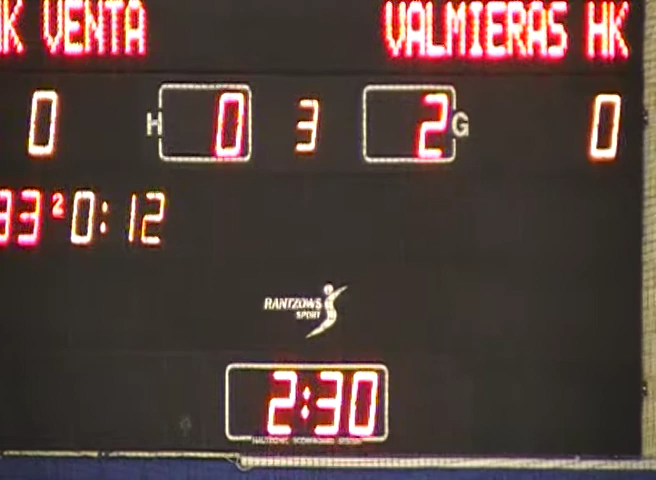 K VENTA VALMIERAS HK
0 H 0 3 2 G 0
33 2 0:12
RANTZOWS
SPORT
2:30